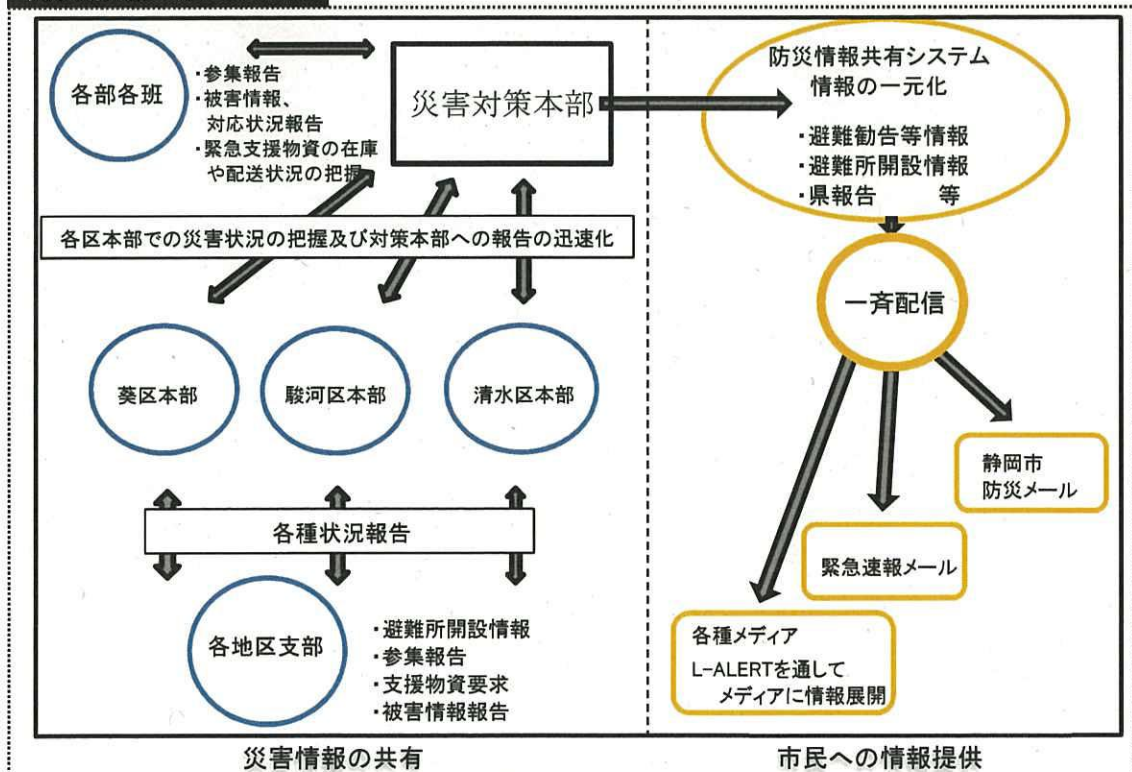 各部各班
・参集報告
・被害情報、
対応状況報告
・緊急支援物資の在庫
や配送状況の把握
災害対策本部
各区本部での災害状況の把握及び対策本部への報告の迅速化
葵区本部
駿河区本部
清水区本部
各種状況報告
各地区支部
・避難所開設情報
・参集報告
・支援物資要求
・被害情報報告
災害情報の共有
防災情報共有システム
情報の一元化
・避難勧告等情報
・避難所開設情報
・県報告 等
一斉配信
静岡市
防災メール
緊急速報メール
各種メディア
L-ALERTを通して
メディアに情報展開
市民への情報提供